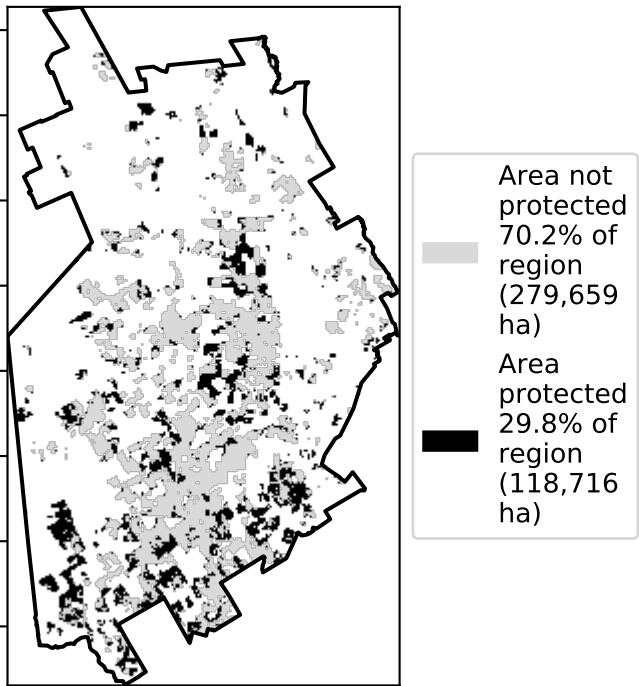 Area not
protected
70.2% of
region
(279,659
ha)
Area
protected
29.8% of
region
(118,716
ha)